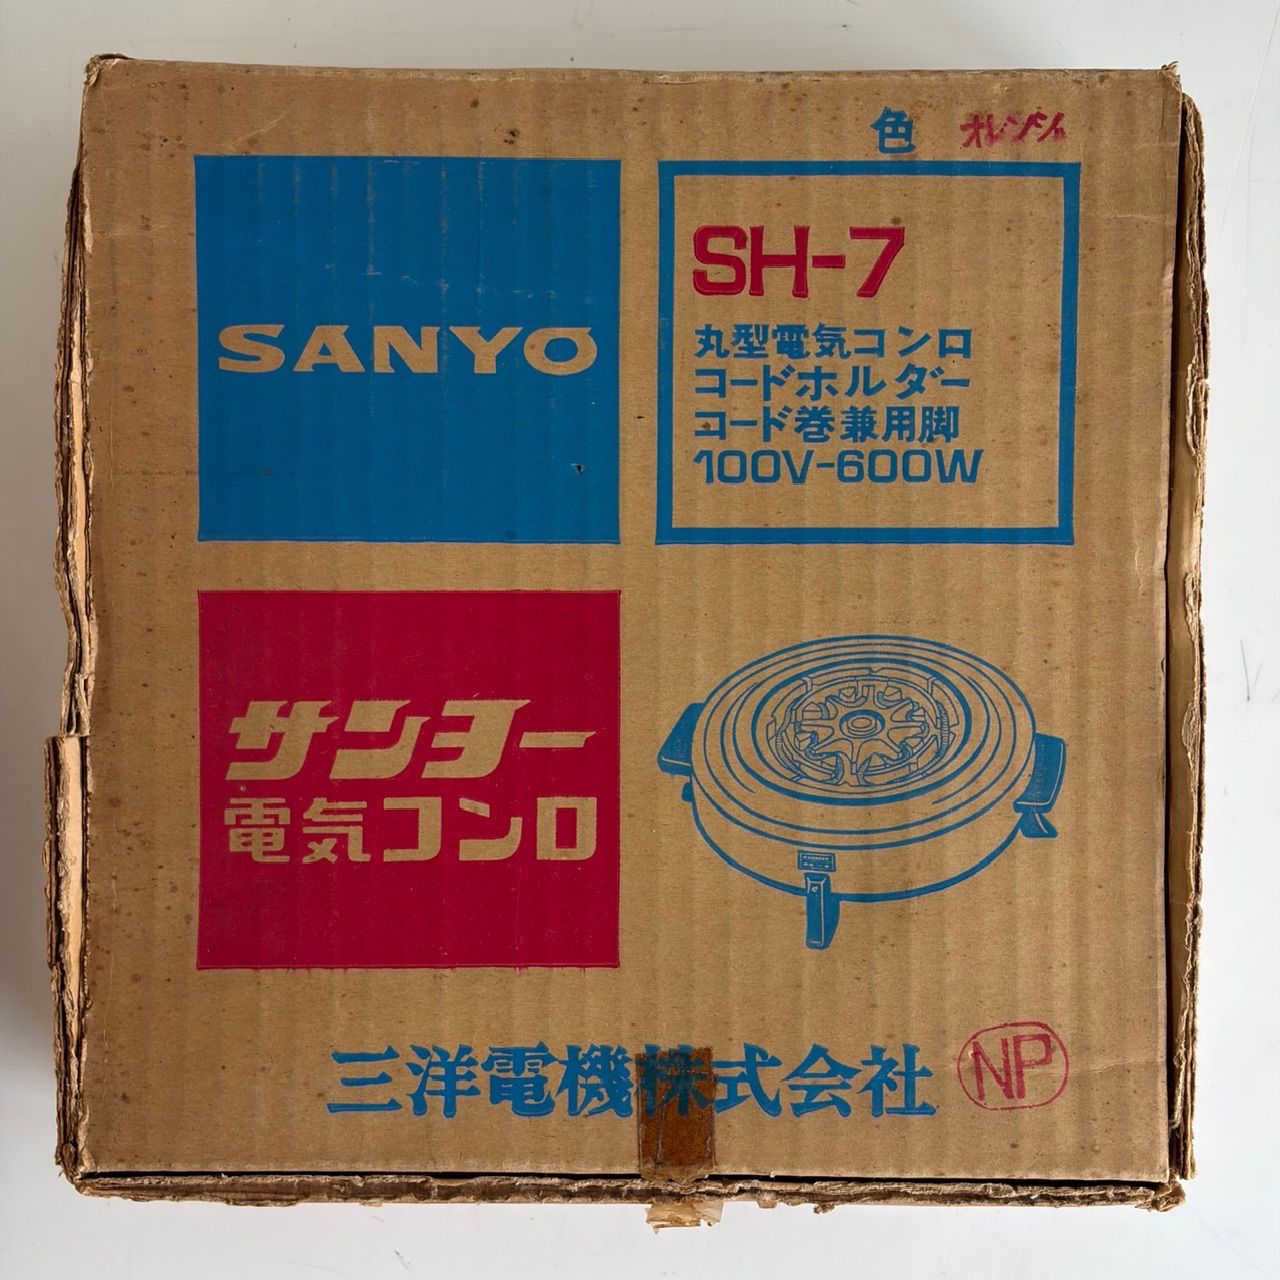 色 オレンジ
SANYO
SH-7
丸型電気コンロ
コードホルダー
コード巻兼用脚
100V-600W
サンヨー
電気コンロ
三洋電機株式会社
NP